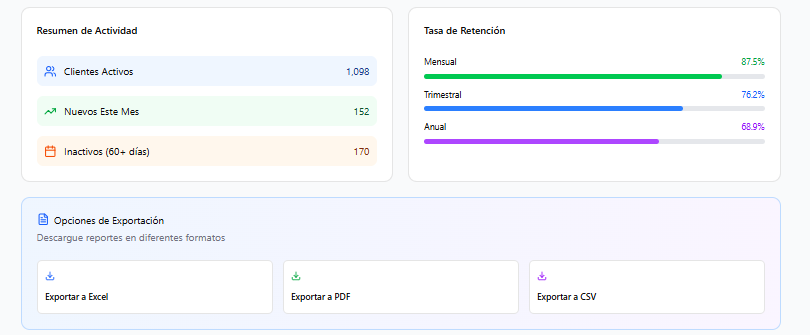 Resumen de Actividad
Clientes Activos 1,098
Nuevos Este Mes 152
Inactivos (60+ días) 170
Tasa de Retención
Mensual 87.5%
Trimestral 76.2%
Anual 68.9%
Opciones de Exportación
Descargue reportes en diferentes formatos
Exportar a Excel
Exportar a PDF
Exportar a CSV